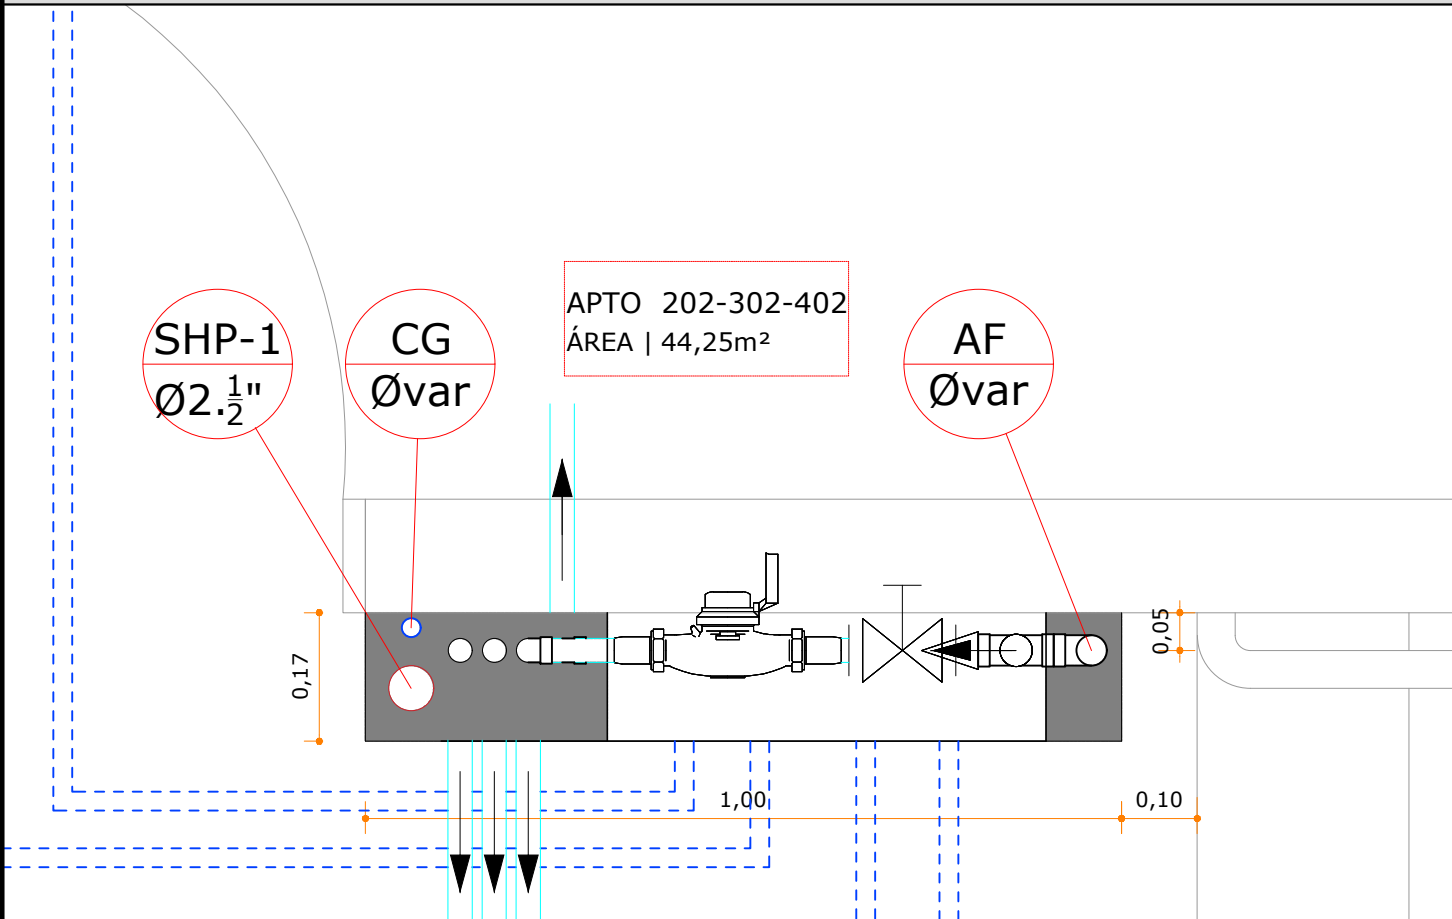 APTO 202-302-402
ÁREA | 44,25m²
SHP-1
Ø2.½"
CG
Øvar
AF
Øvar
0,17
0,05
1,00
0,10